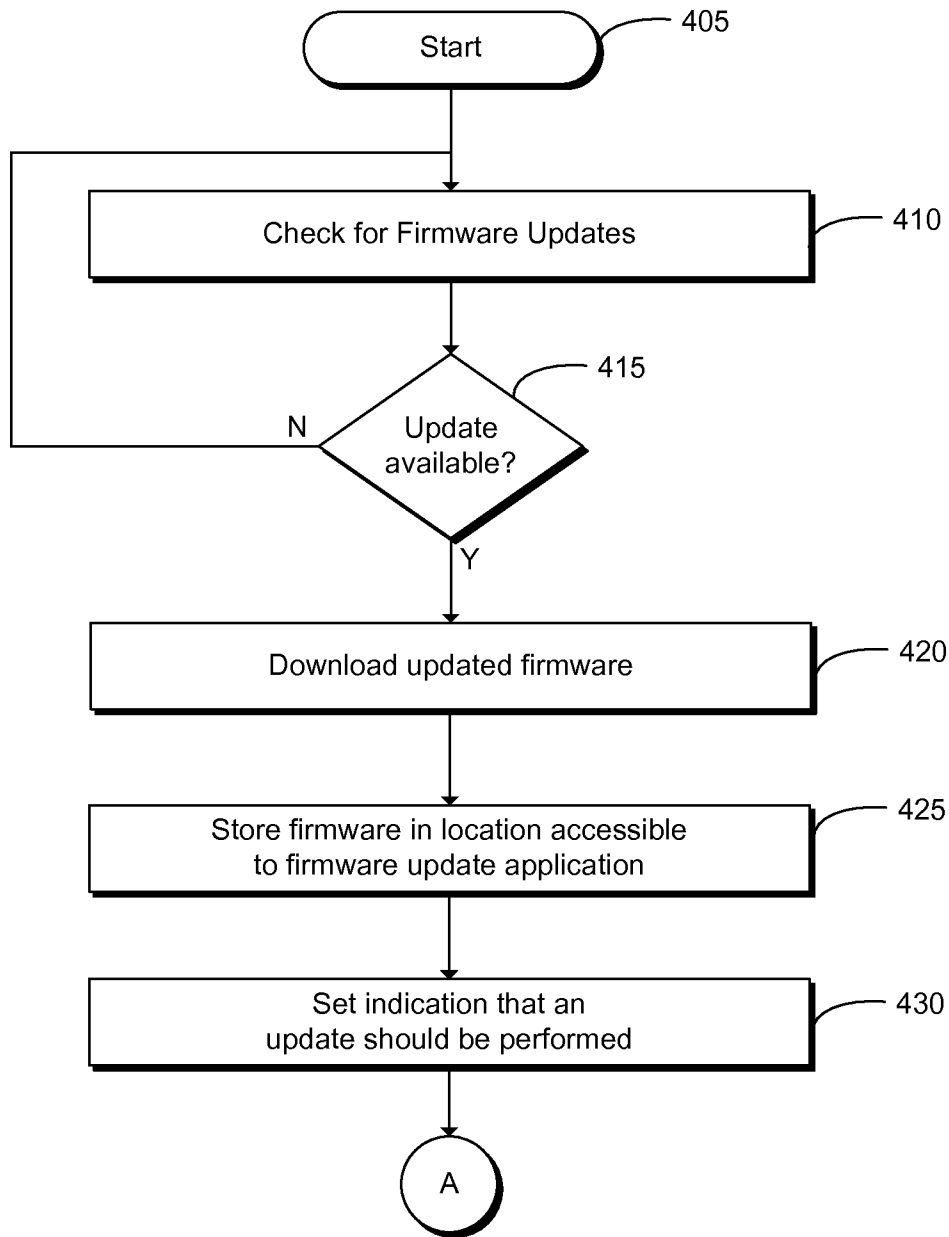 Start
405
Check for Firmware Updates
410
415
Update
available?
N
Y
Download updated firmware
420
Store firmware in location accessible
to firmware update application
425
Set indication that an
update should be performed
430
A